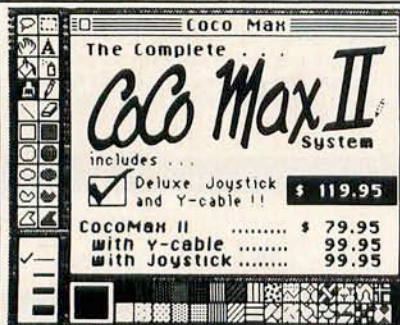 Coco Max
The Complete . . .
CoCo Max II
System
includes . . .
Deluxe Joystick
and Y-cable !!
$ 119.95
CocoMax II ......... $ 79.95
with Y-cable ........ 99.95
with Joystick ....... 99.95
A